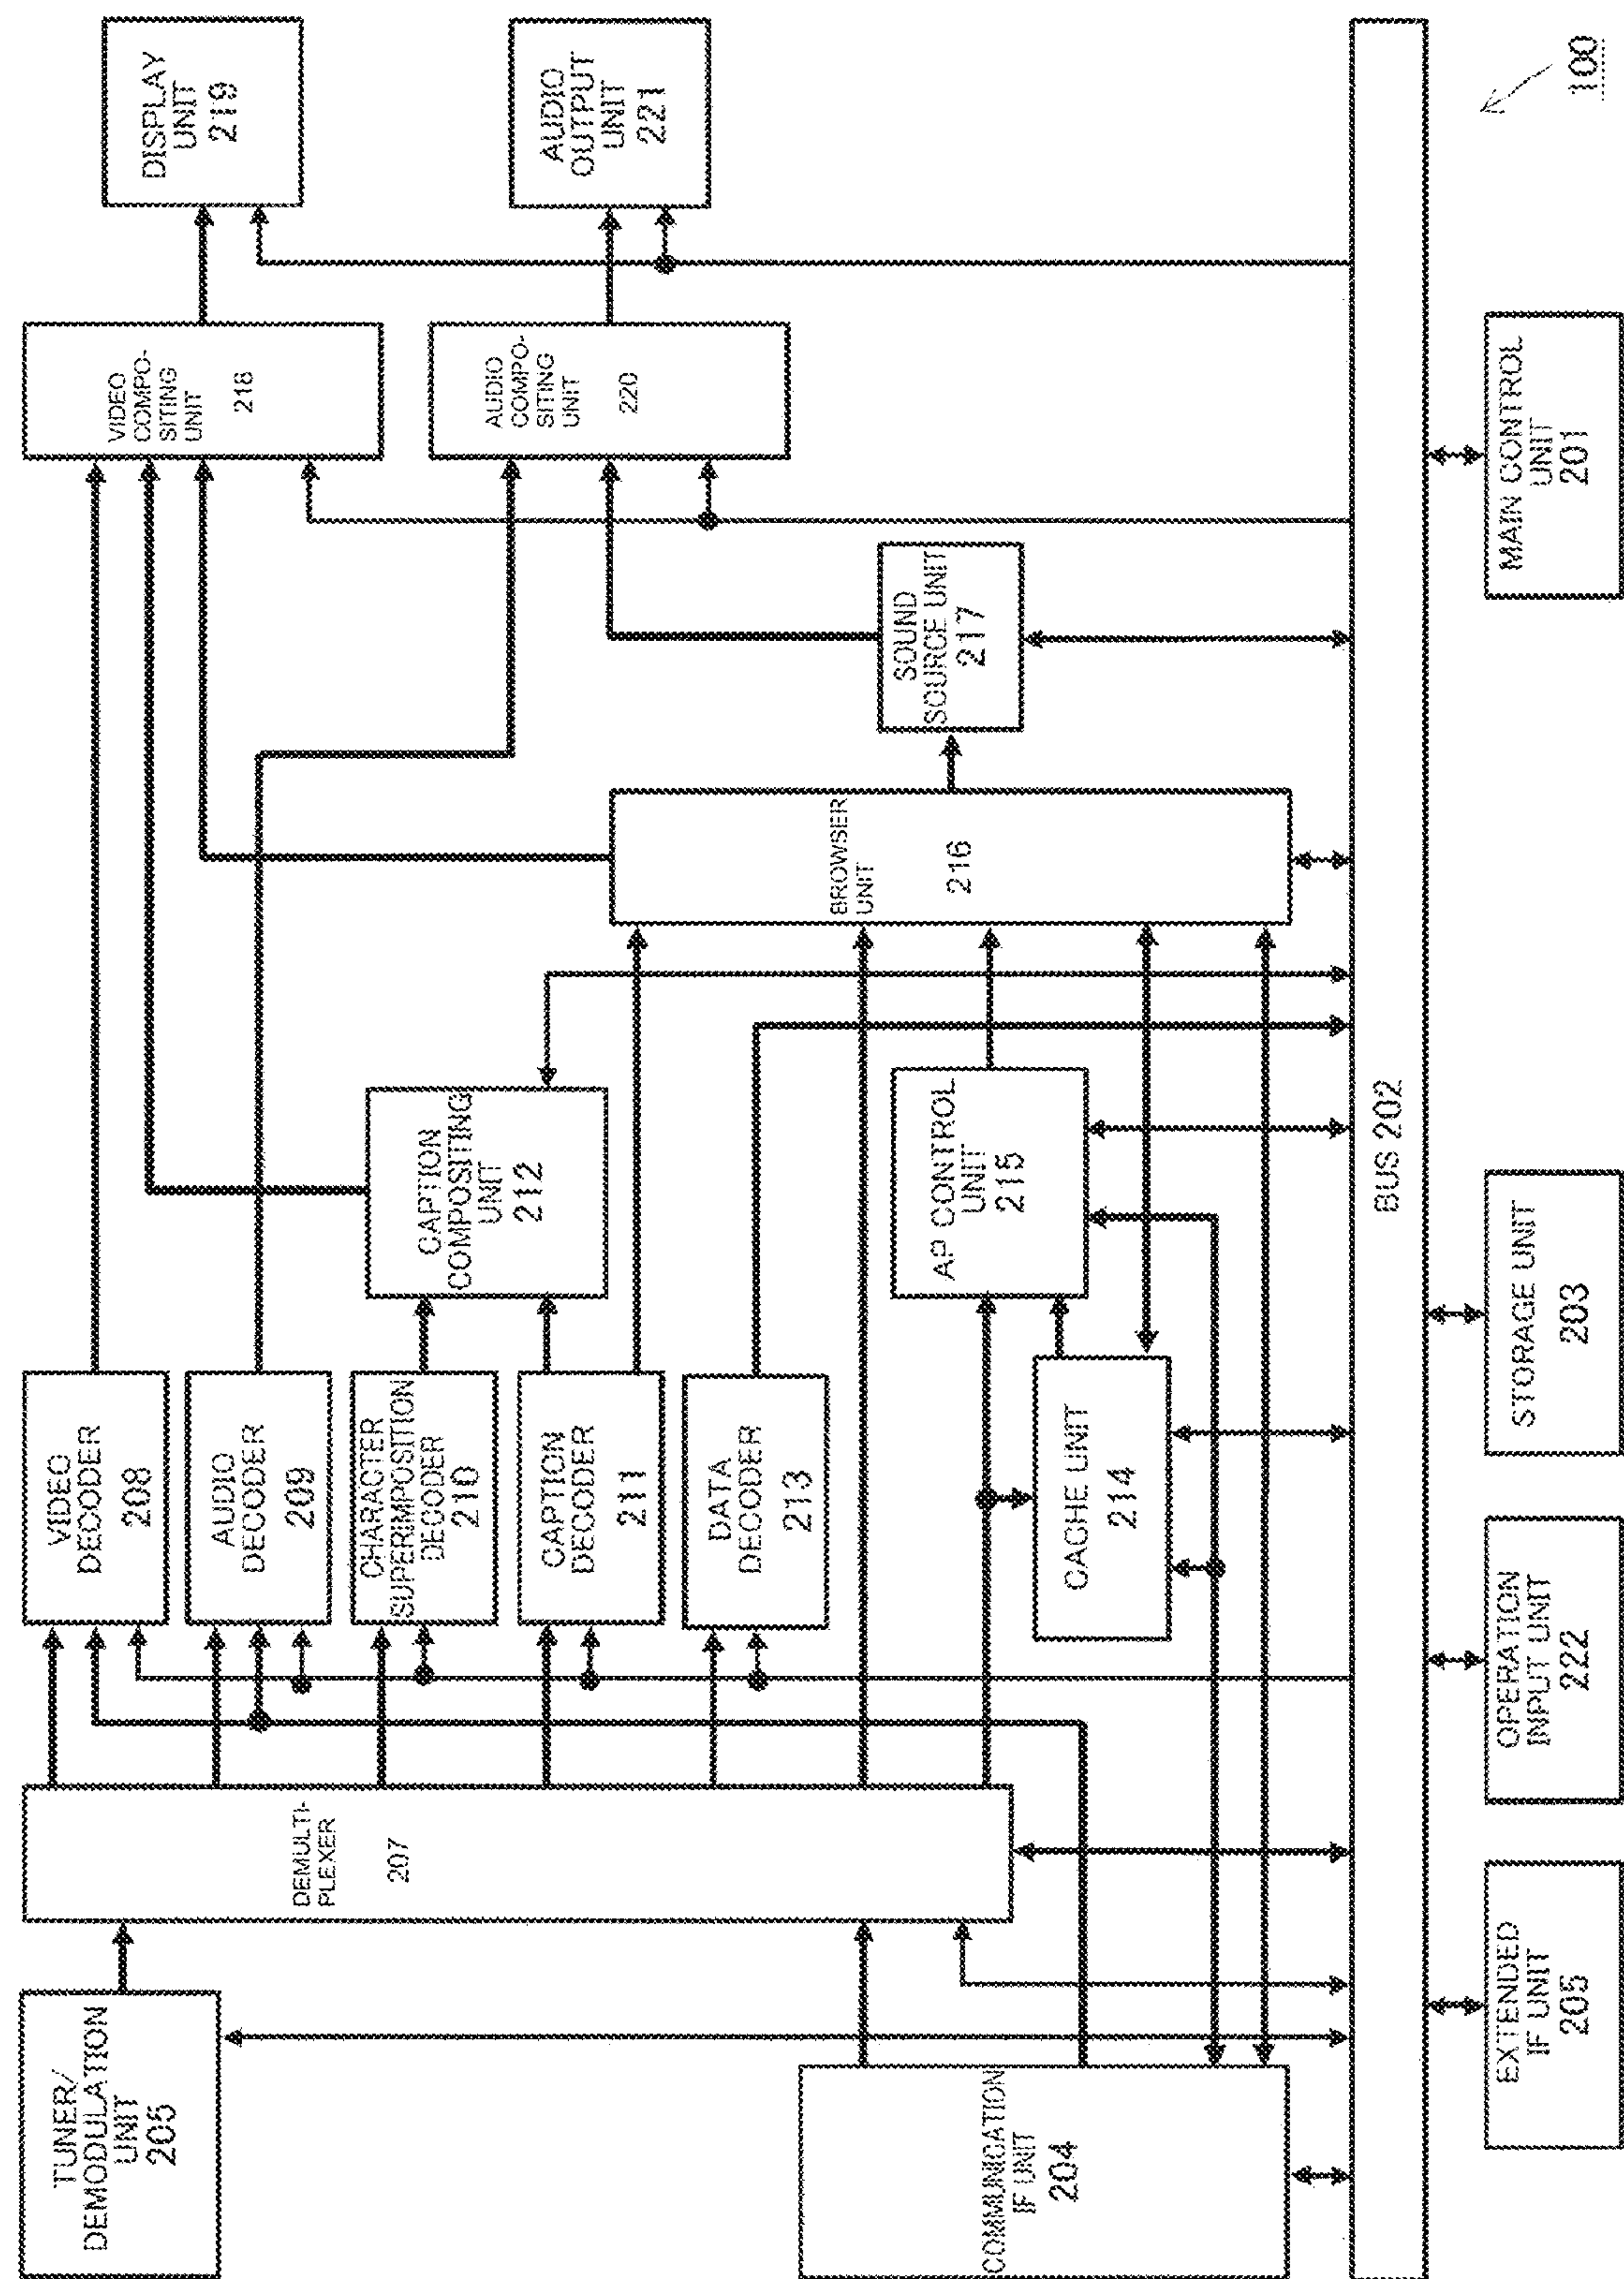 TUNER/
DEMODULATION
UNIT
205
COMMUNICATION
IF UNIT
204
DEMULTI-
PLEXER
207
VIDEO
DECODER
208
AUDIO
DECODER
209
CHARACTER
SUPERIMPOSITION
DECODER
210
CAPTION
DECODER
211
DATA
DECODER
213
CACHE UNIT
214
CAPTION
COMPOSITING
UNIT
212
AP CONTROL
UNIT
215
BROWSER
UNIT
216
SOUND
SOURCE UNIT
217
VIDEO
COMPO-
SITING
UNIT
218
AUDIO
COMPO-
SITING
UNIT
220
DISPLAY
UNIT
219
AUDIO
OUTPUT
UNIT
221
BUS 202
EXTENDED
IF UNIT
205
OPERATION
INPUT UNIT
222
STORAGE UNIT
203
MAIN CONTROL
UNIT
201
100